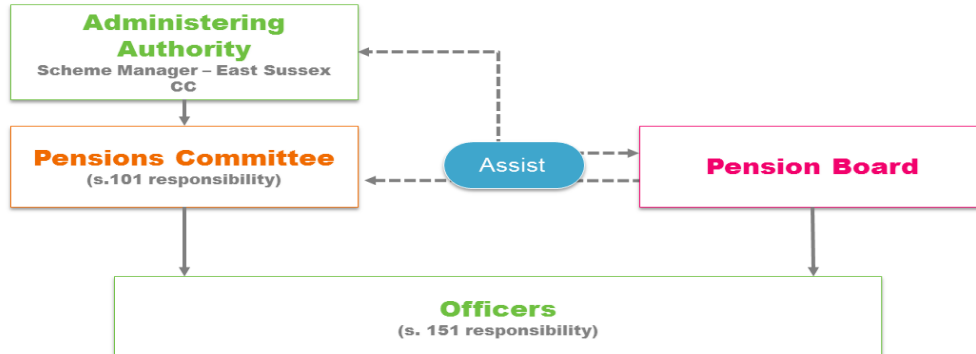 Administering
Authority
Scheme Manager – East Sussex
CC
Pensions Committee
(s.101 responsibility)
Assist
Pension Board
Officers
(s. 151 responsibility)